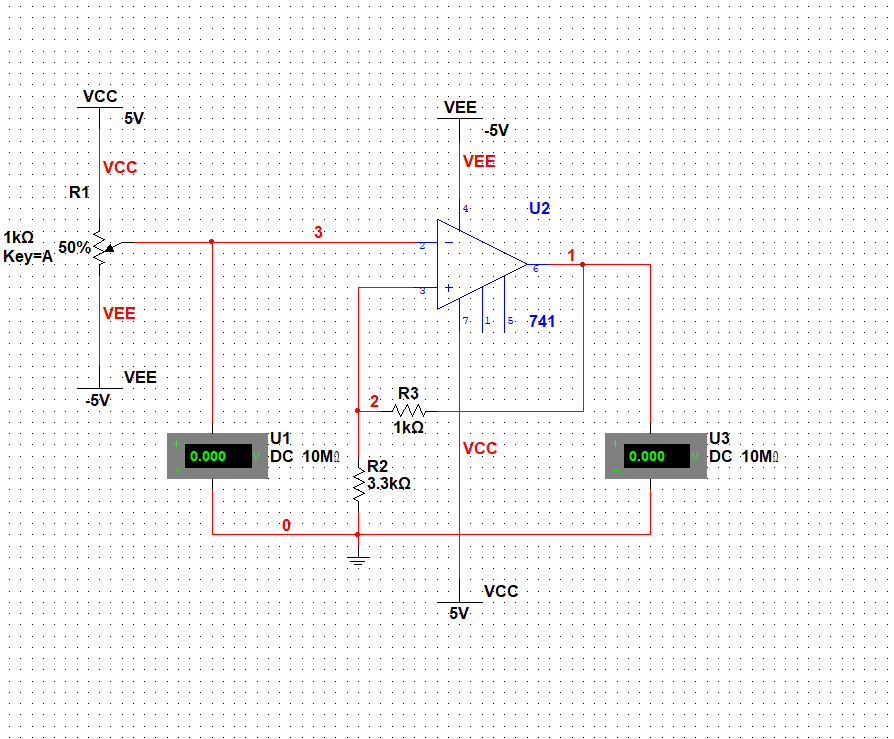 VCC
5V
VCC
R1
1kΩ
Key=A
50%
VEE
VEE
-5V
VEE
-5V
VEE
4
U2
3
2
−
+
3
6
1
7
1
5
741
2
R3
1kΩ
VCC
R2
3.3kΩ
+
-
0.000
V
U1
DC 10MΩ
+
-
0.000
V
U3
DC 10MΩ
0
VCC
5V